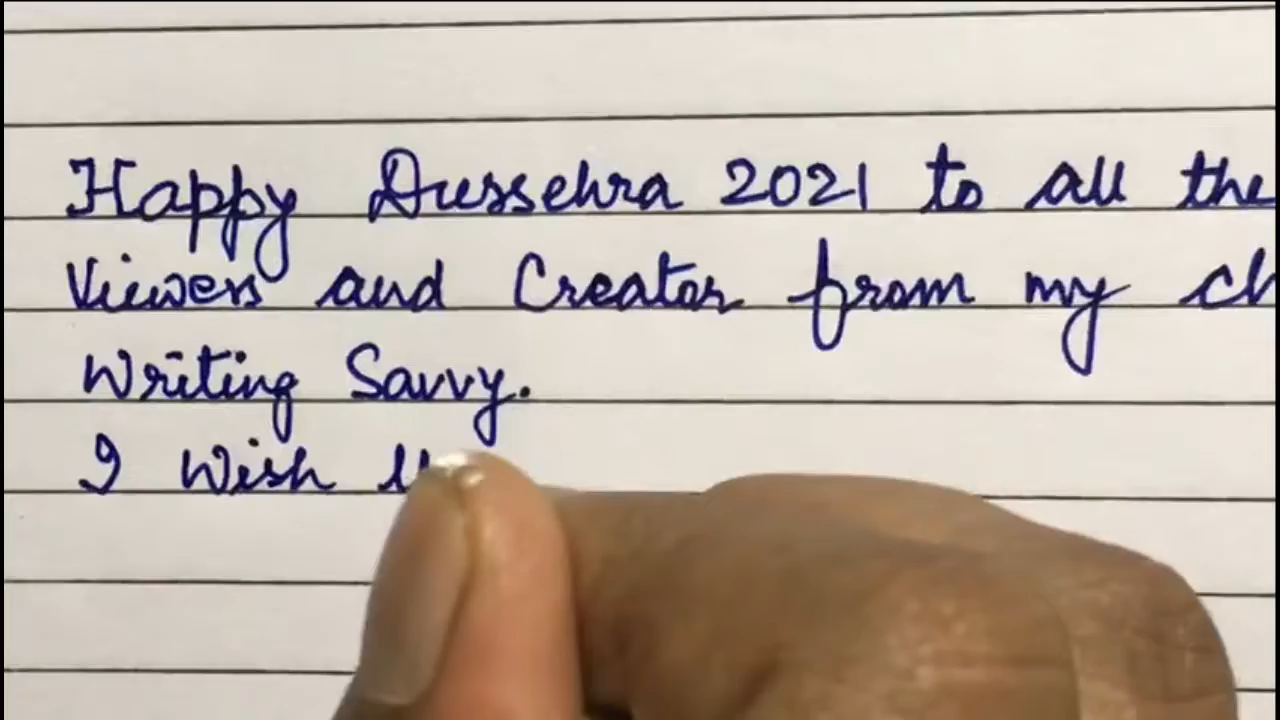 Happy Dussehra 2021 to all the
Viewers and Creator from my
Writing Savvy.
I Wish